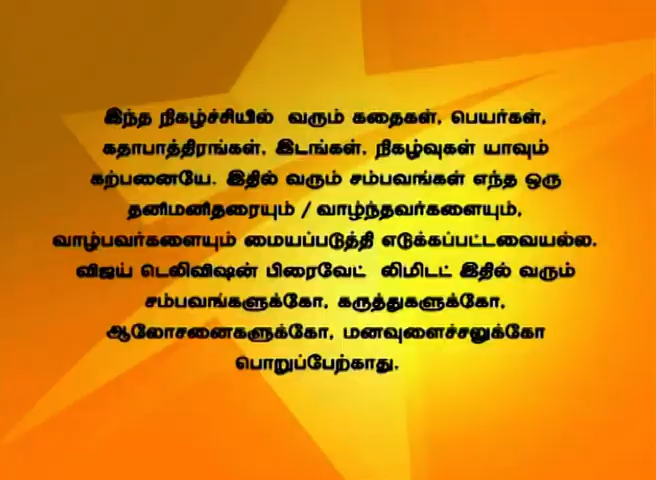 இந்த நிகழ்ச்சியில் வரும் கதைகள், பெயர்கள்,
கதாபாத்திரங்கள், இடங்கள், நிகழ்வுகள் யாவும்
கற்பனையே. இதில் வரும் சம்பவங்கள் எந்த ஒரு
தனிமனிதரையும் / வாழ்ந்தவர்களையும்,
வாழ்பவர்களையும் மையப்படுத்தி எடுக்கப்பட்டவையல்ல.
விஜய் டெலிவிஷன் பிரைவேட் லிமிடட் இதில் வரும்
சம்பவங்களுக்கோ, கருத்துகளுக்கோ,
ஆலோசனைகளுக்கோ, மனவுளைச்சலுக்கோ
பொறுப்பேற்காது.